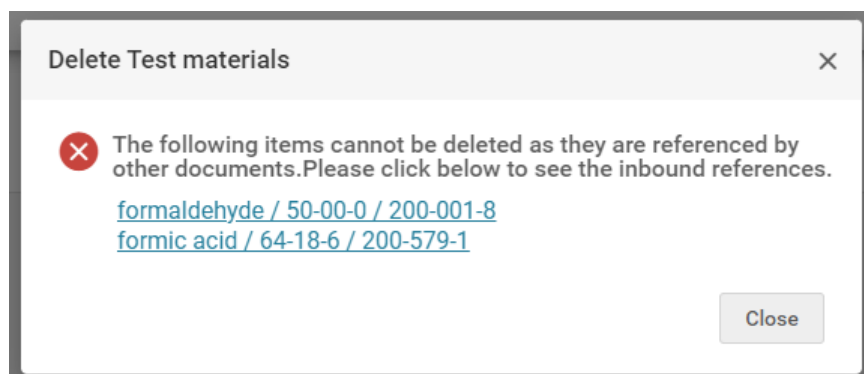 Delete Test materials
The following items cannot be deleted as they are referenced by
other documents.Please click below to see the inbound references.
formaldehyde / 50-00-0 / 200-001-8
formic acid / 64-18-6 / 200-579-1
Close